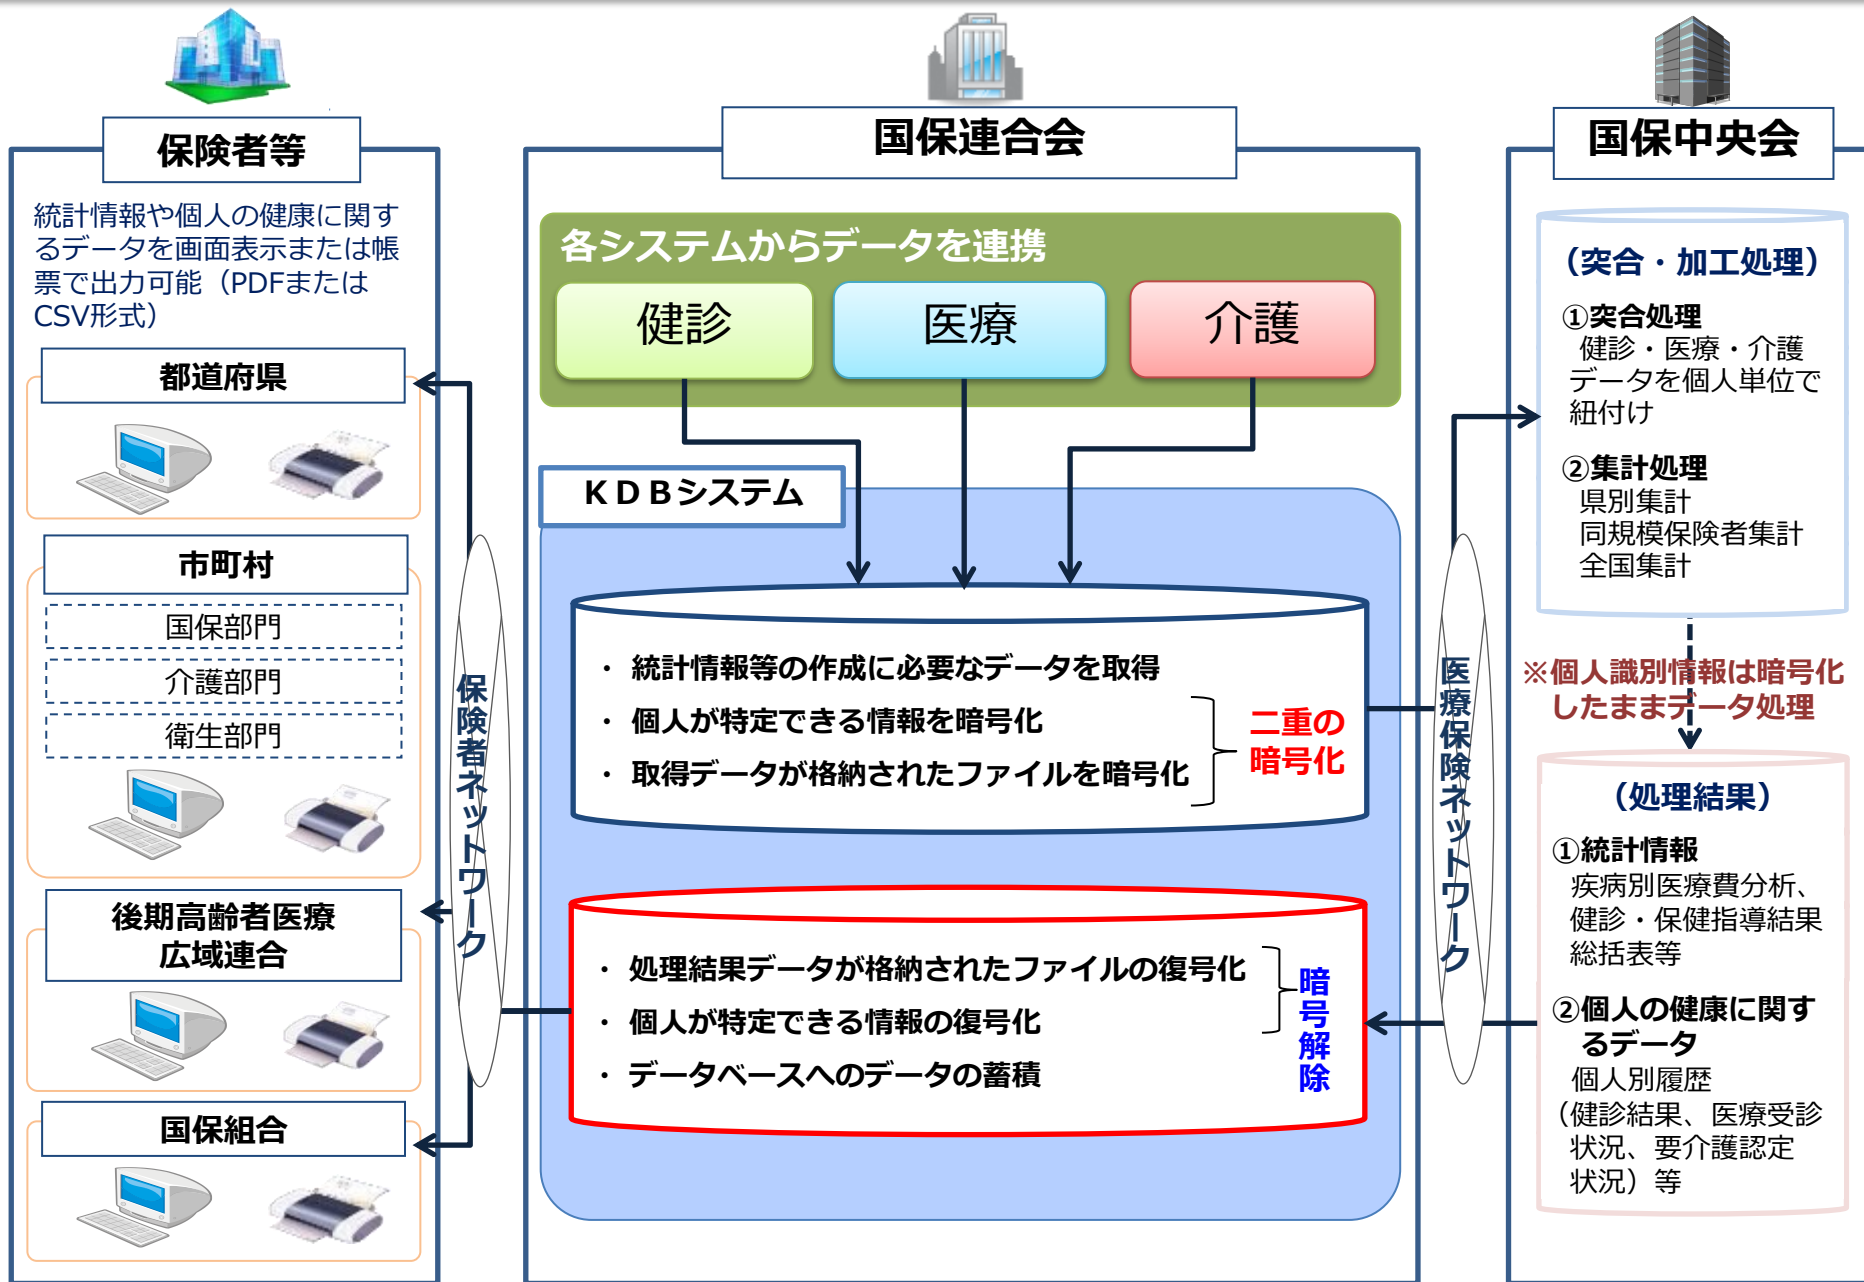 保険者等
統計情報や個人の健康に関す
るデータを画面表示または帳
票で出力可能（PDFまたは
CSV形式）
都道府県
市町村
国保部門
介護部門
衛生部門
後期高齢者医療
広域連合
国保組合
保険者ネットワーク
国保連合会
各システムからデータを連携
健診
医療
介護
ＫＤＢシステム
・ 統計情報等の作成に必要なデータを取得
・ 個人が特定できる情報を暗号化
・ 取得データが格納されたファイルを暗号化
二重の
暗号化
・ 処理結果データが格納されたファイルの復号化
・ 個人が特定できる情報の復号化
・ データベースへのデータの蓄積
暗号解除
医療保険ネットワーク
国保中央会
（突合・加工処理）
①突合処理
健診・医療・介護
データを個人単位で
紐付け
②集計処理
県別集計
同規模保険者集計
全国集計
※個人識別情報は暗号化
したままデータ処理
（処理結果）
①統計情報
疾病別医療費分析、
健診・保健指導結果
総括表等
②個人の健康に関す
るデータ
個人別履歴
（健診結果、医療受診
状況、要介護認定
状況）等